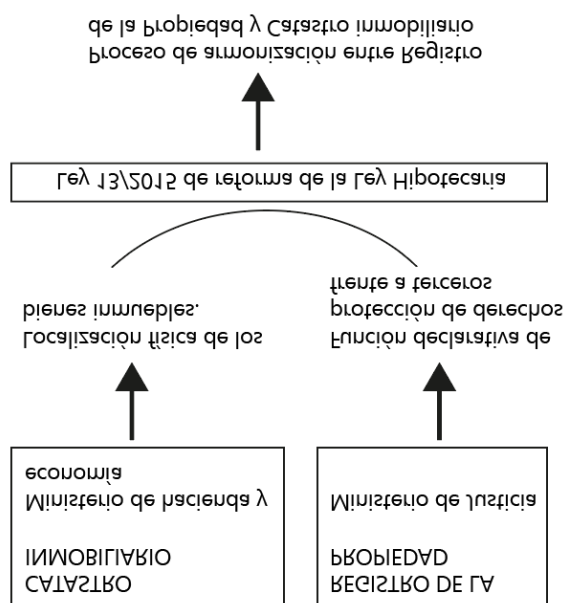 CATASTRO
INMOBILIARIO
Ministerio de hacienda y
economía
REGISTRO DE LA
PROPIEDAD
Ministerio de Justicia
Localización física de los
bienes inmuebles.
Función declarativa de
protección de derechos
frente a terceros
Ley 13/2015 de reforma de la Ley Hipotecaria
Proceso de armonización entre Registro
de la Propiedad y Catastro inmobiliario